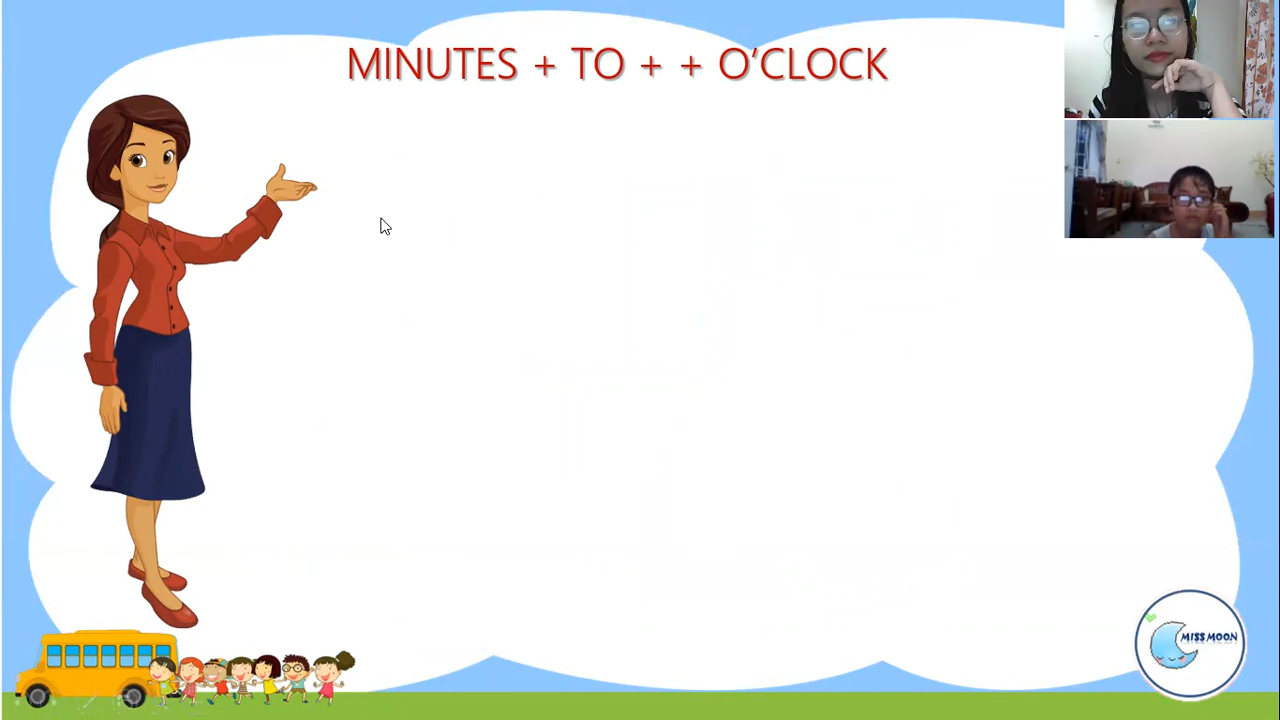 MINUTES + TO + + O’CLOCK
MISS MOON